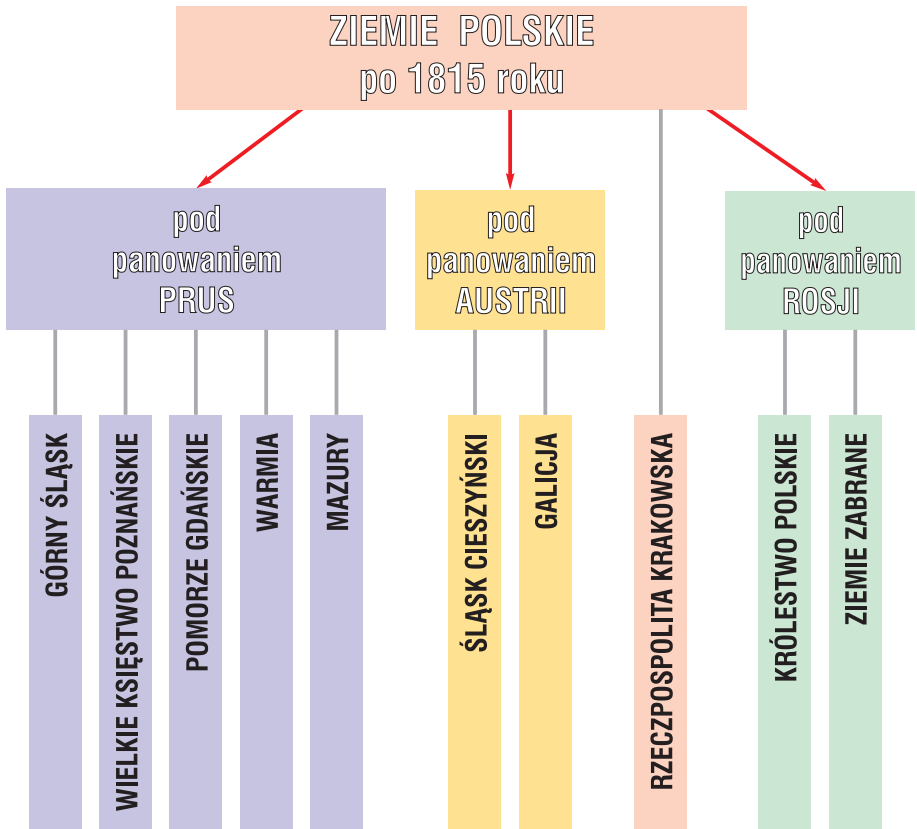 ZIEMIE POLSKIE
po 1815 roku
pod
panowaniem
PRUS
pod
panowaniem
AUSTRII
pod
panowaniem
ROSJI
GÓRNY ŚLĄSK
WIELKIE KSIĘSTWO POZNAŃSKIE
POMORZE GDAŃSKIE
WARMIA
MAZURY
ŚLĄSK CIESZYŃSKI
GALICJA
RZECZPOSPOLITA KRAKOWSKA
KRÓLESTWO POLSKIE
ZIEMIE ZABRANE